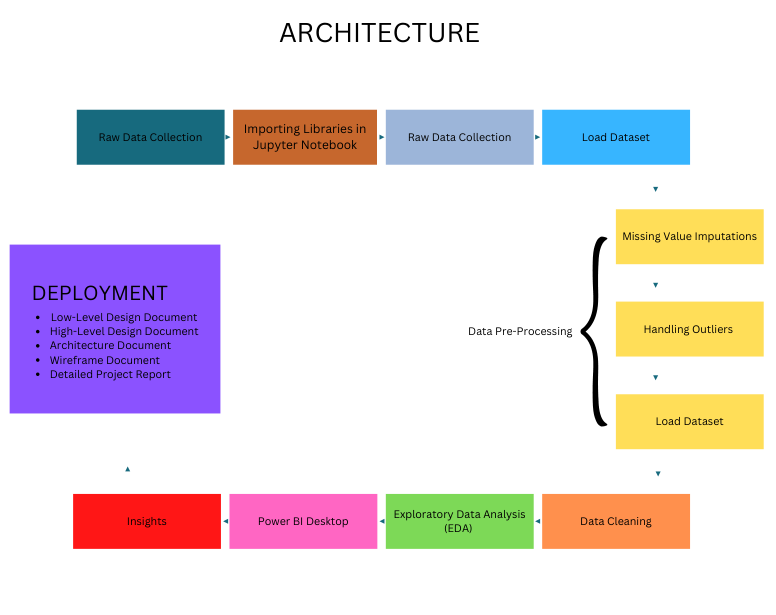 ARCHITECTURE
Raw Data Collection
Importing Libraries in
Jupyter Notebook
Raw Data Collection
Load Dataset
Missing Value Imputations
Handling Outliers
Load Dataset
Data Pre-Processing
DEPLOYMENT
• Low-Level Design Document
• High-Level Design Document
• Architecture Document
• Wireframe Document
• Detailed Project Report
Insights
Power BI Desktop
Exploratory Data Analysis
(EDA)
Data Cleaning